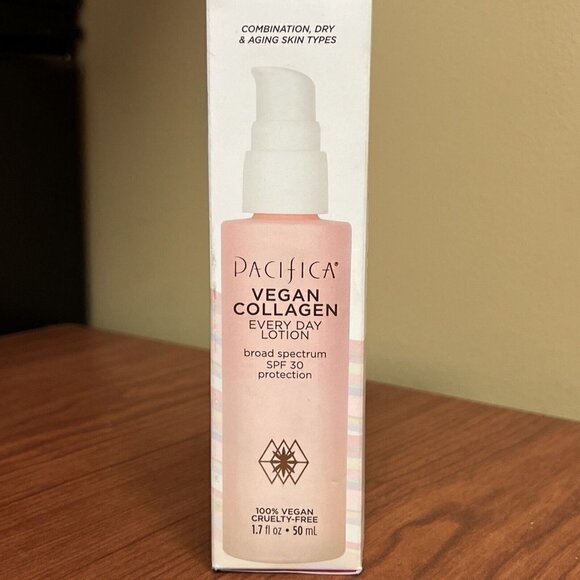 COMBINATION, DRY
& AGING SKIN TYPES
PACIFICA®
VEGAN
COLLAGEN
EVERY DAY
LOTION
broad spectrum
SPF 30
protection
100% VEGAN
CRUELTY-FREE
1.7 fl oz • 50 mL